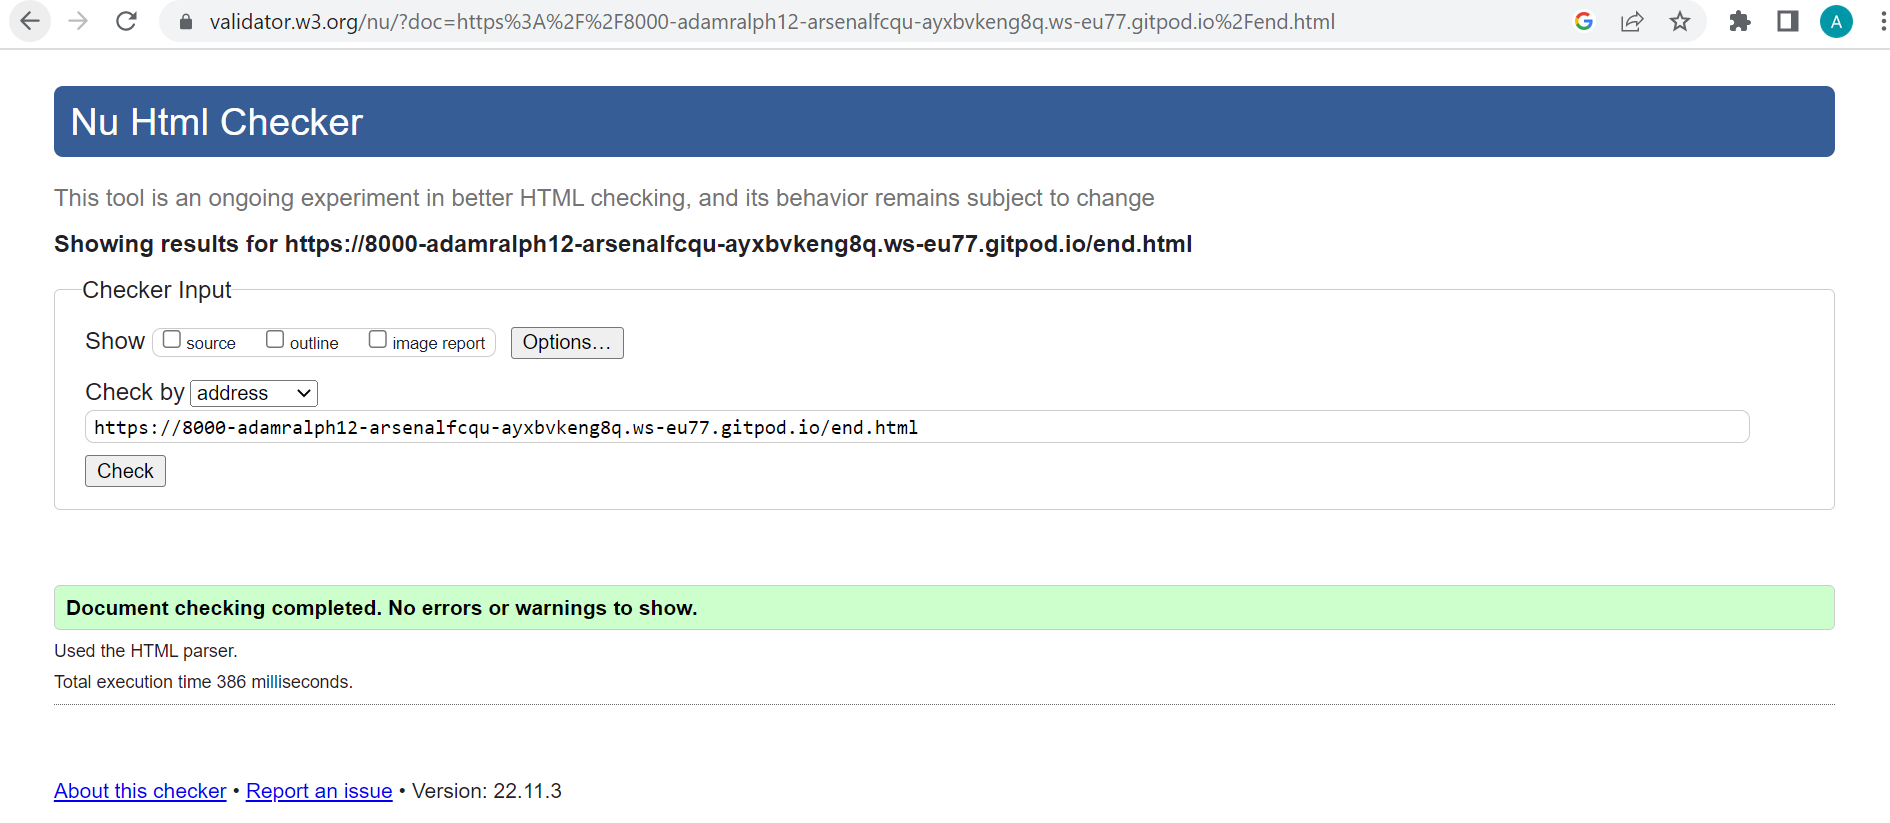 validator.w3.org/nu/?doc=https%3A%2F%2F8000-adamralph12-arsenalfcqu-ayxbvkeng8q.ws-eu77.gitpod.io%2Fend.html
A
Nu Html Checker
This tool is an ongoing experiment in better HTML checking, and its behavior remains subject to change
Showing results for https://8000-adamralph12-arsenalfcqu-ayxbvkeng8q.ws-eu77.gitpod.io/end.html
Checker Input
Show source outline image report Options...
Check by address
https://8000-adamralph12-arsenalfcqu-ayxbvkeng8q.ws-eu77.gitpod.io/end.html
Check
Document checking completed. No errors or warnings to show.
Used the HTML parser.
Total execution time 386 milliseconds.
About this checker • Report an issue • Version: 22.11.3